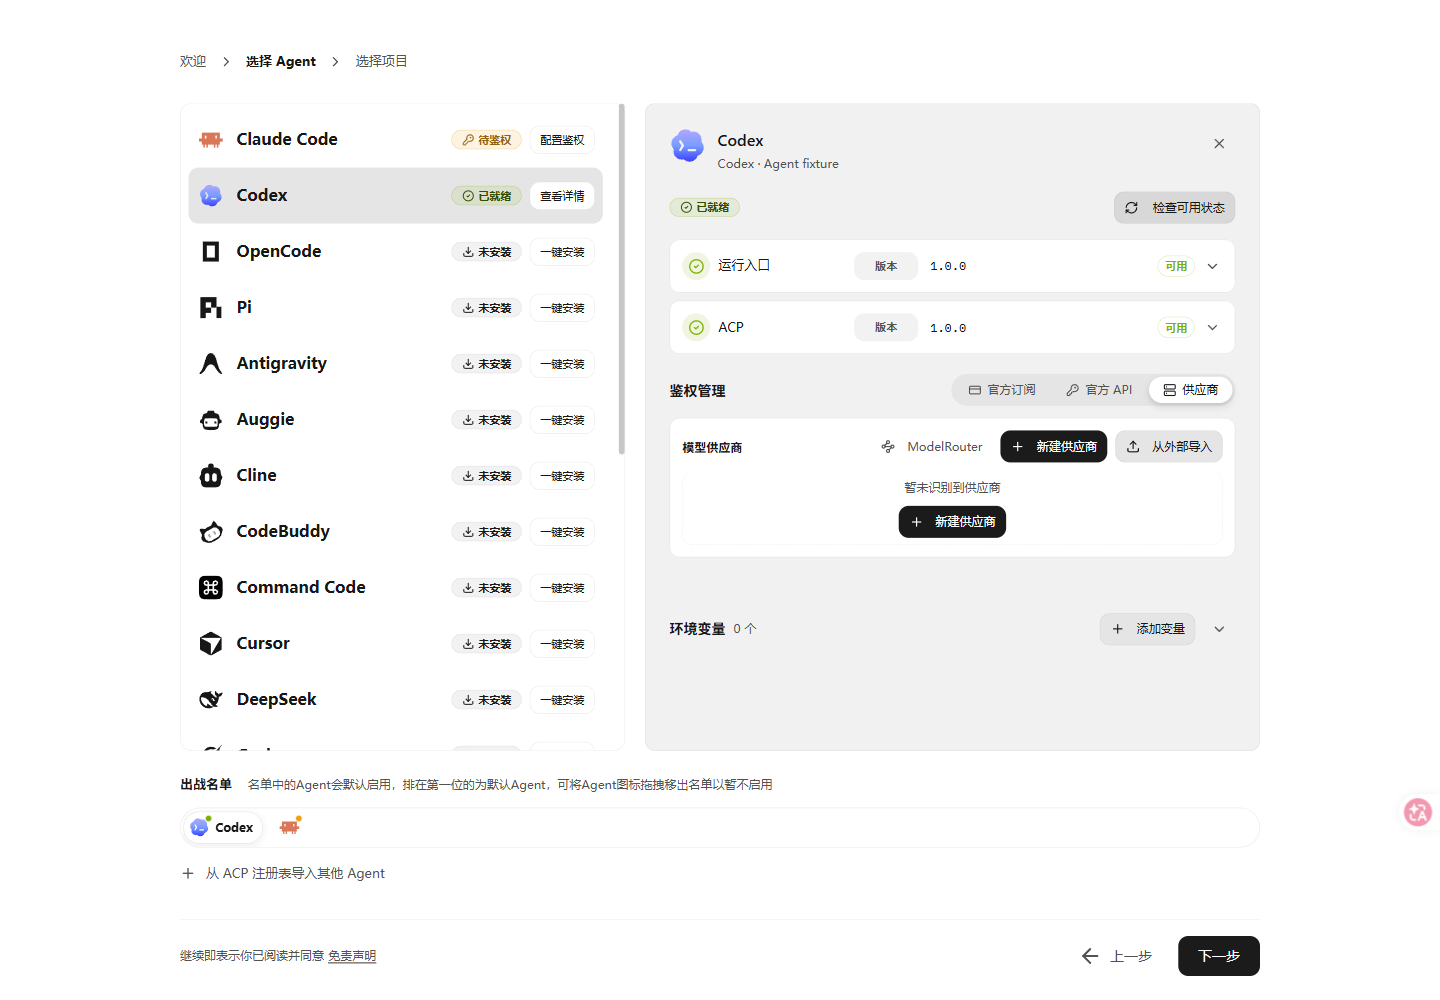 欢迎 选择 Agent 选择项目
Claude Code 待鉴权 配置鉴权
Codex 已就绪 查看详情
OpenCode 未安装 一键安装
Pi 未安装 一键安装
Antigravity 未安装 一键安装
Auggie 未安装 一键安装
Cline 未安装 一键安装
CodeBuddy 未安装 一键安装
Command Code 未安装 一键安装
Cursor 未安装 一键安装
DeepSeek 未安装 一键安装
Codex
Codex · Agent fixture
已就绪 检查可用状态
运行入口 版本 1.0.0 可用
ACP 版本 1.0.0 可用
鉴权管理 官方订阅 官方 API 供应商
模型供应商 ModelRouter 新建供应商 从外部导入
暂未识别到供应商
新建供应商
环境变量 0 个 添加变量
出战名单 名单中的Agent会默认启用，排在第一位的为默认Agent，可将Agent图标拖拽移出名单以暂不启用
Codex
从 ACP 注册表导入其他 Agent
继续即表示你已阅读并同意 免责声明 上一步 下一步